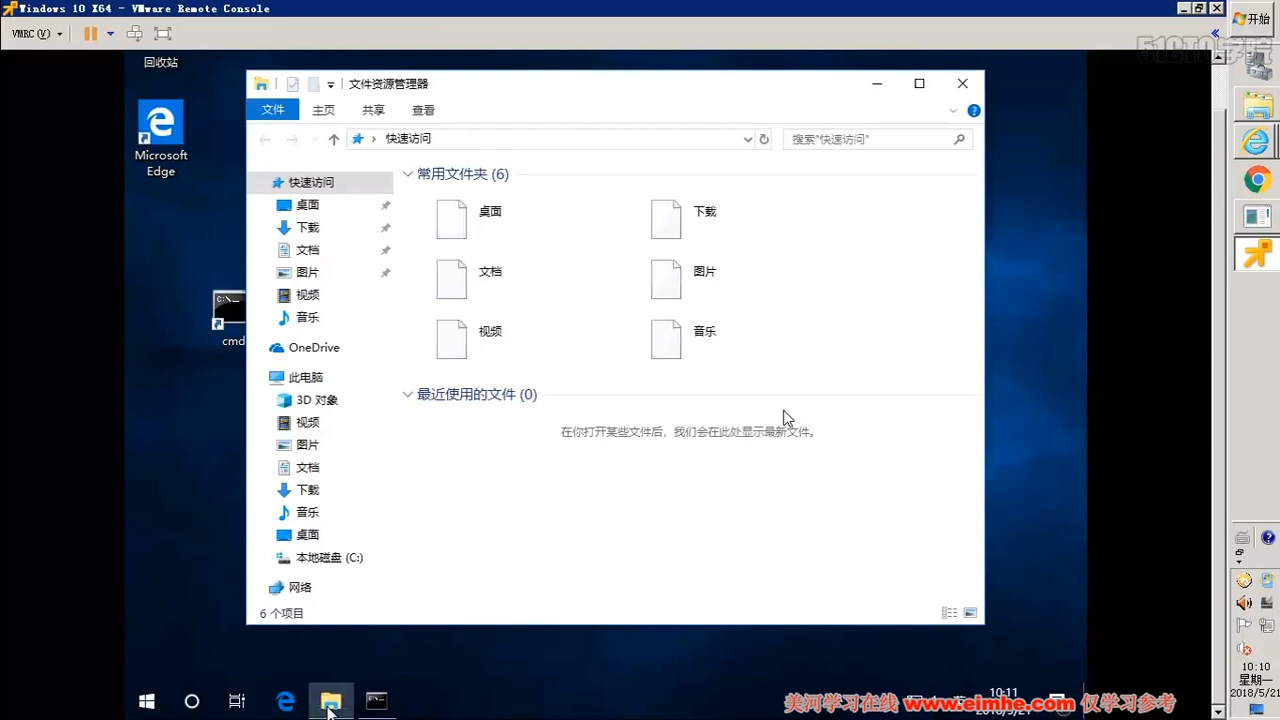 Windows 10 X64 - VMware Remote Console
开始
VMRC (V)
51CTO学院
回收站
文件资源管理器
文件 主页 共享 查看
快速访问
搜索"快速访问"
Microsoft
Edge
cmd
快速访问
桌面
下载
文档
图片
视频
音乐
OneDrive
此电脑
3D 对象
视频
图片
文档
下载
音乐
桌面
本地磁盘 (C:)
网络
常用文件夹 (6)
桌面 下载
文档 图片
视频 音乐
最近使用的文件 (0)
在你打开某些文件后，我们会在此处显示最新文件。
6 个项目
10:11
美河学习在线 www.eimhe.com 仅学习参考
10:10
星期一
2018/5/21